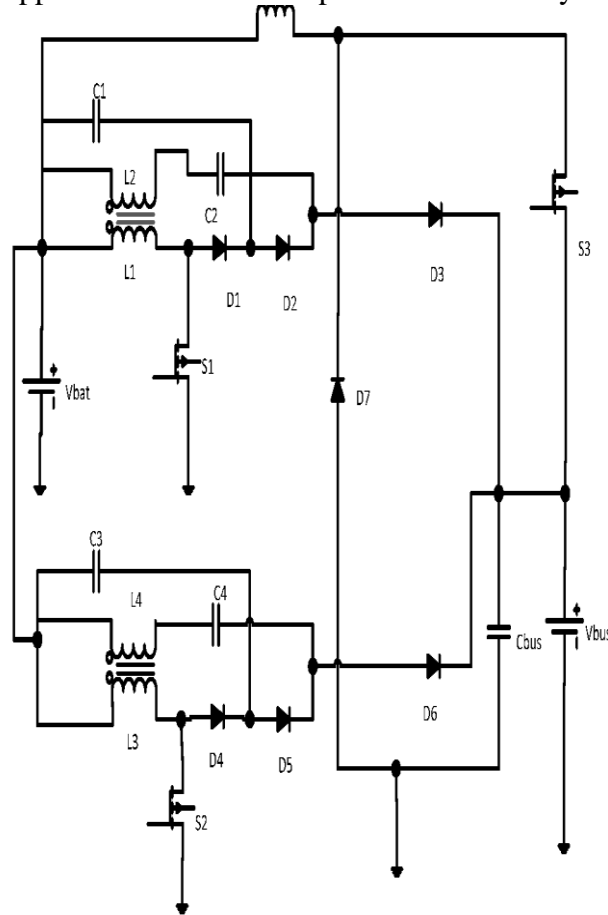 C1
L2
C2
S3
L1 D1 D2 D3
S1
Vbat
D7
C3
L4 C4
Cbus Vbus
L3 D4 D5 D6
S2